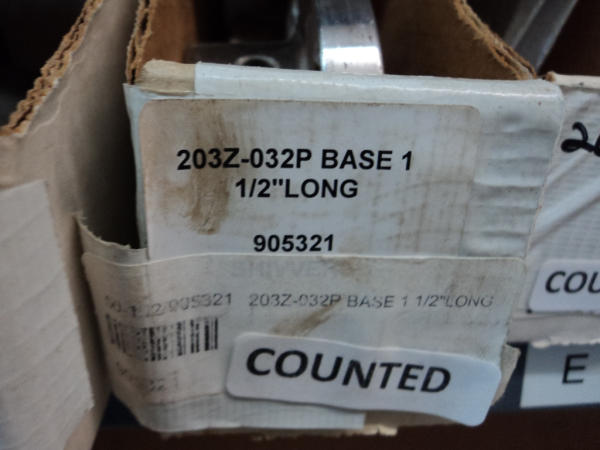 203Z-032P BASE 1
1/2"LONG
905321
203Z-032P BASE 1 1/2"LONG
COUNTED
COU
E